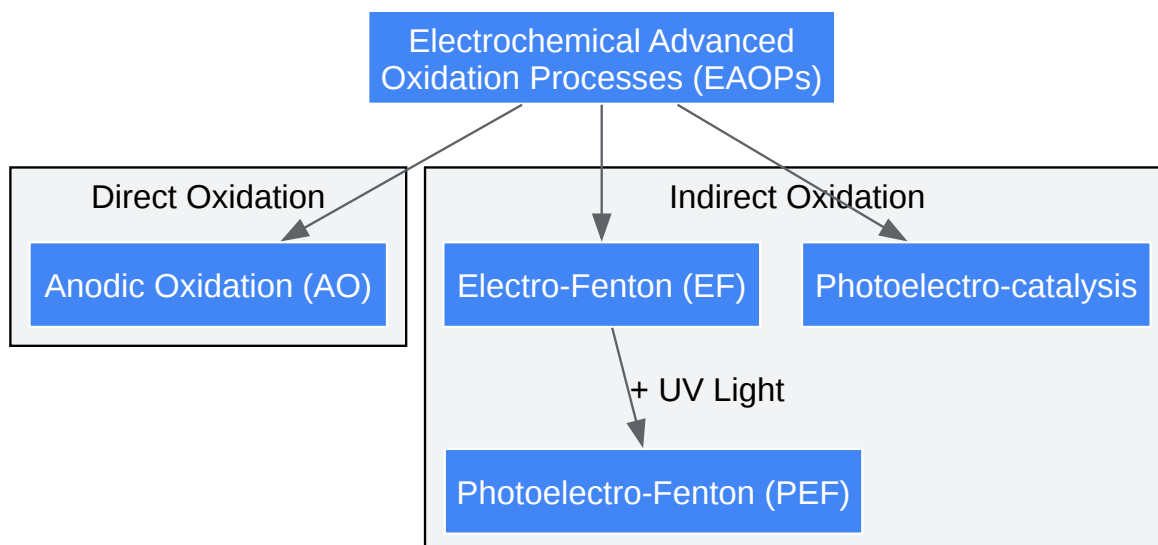 Electrochemical Advanced
Oxidation Processes (EAOPs)
Direct Oxidation
Indirect Oxidation
Anodic Oxidation (AO)
Electro-Fenton (EF)
Photoelectro-catalysis
+ UV Light
Photoelectro-Fenton (PEF)